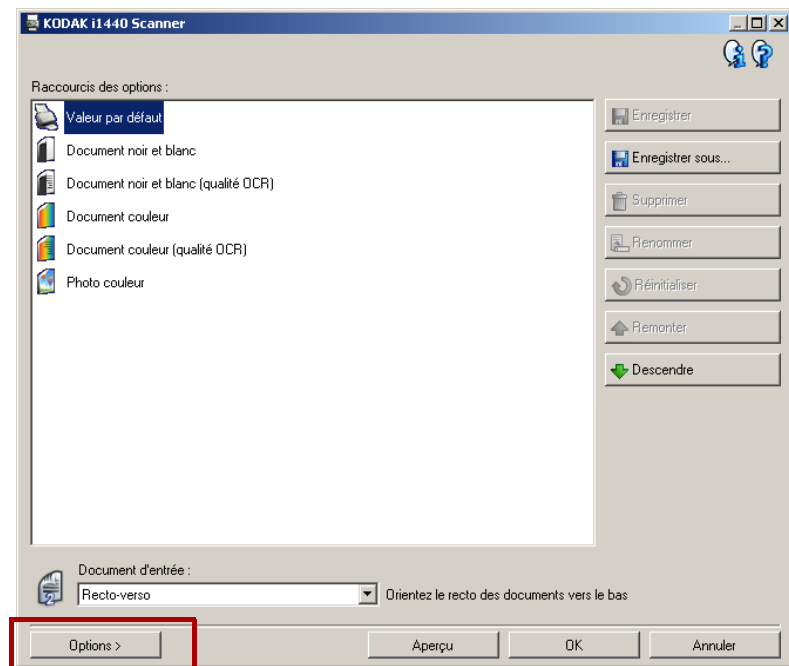 KODAK i1440 Scanner
Raccourcis des options :
Valeur par défaut
Document noir et blanc
Document noir et blanc (qualité OCR)
Document couleur
Document couleur (qualité OCR)
Photo couleur
Enregistrer
Enregistrer sous...
Supprimer
Renommer
Réinitialiser
Remonter
Descendre
Document d'entrée :
Recto-verso
Orientez le recto des documents vers le bas
Options >
Aperçu
OK
Annuler